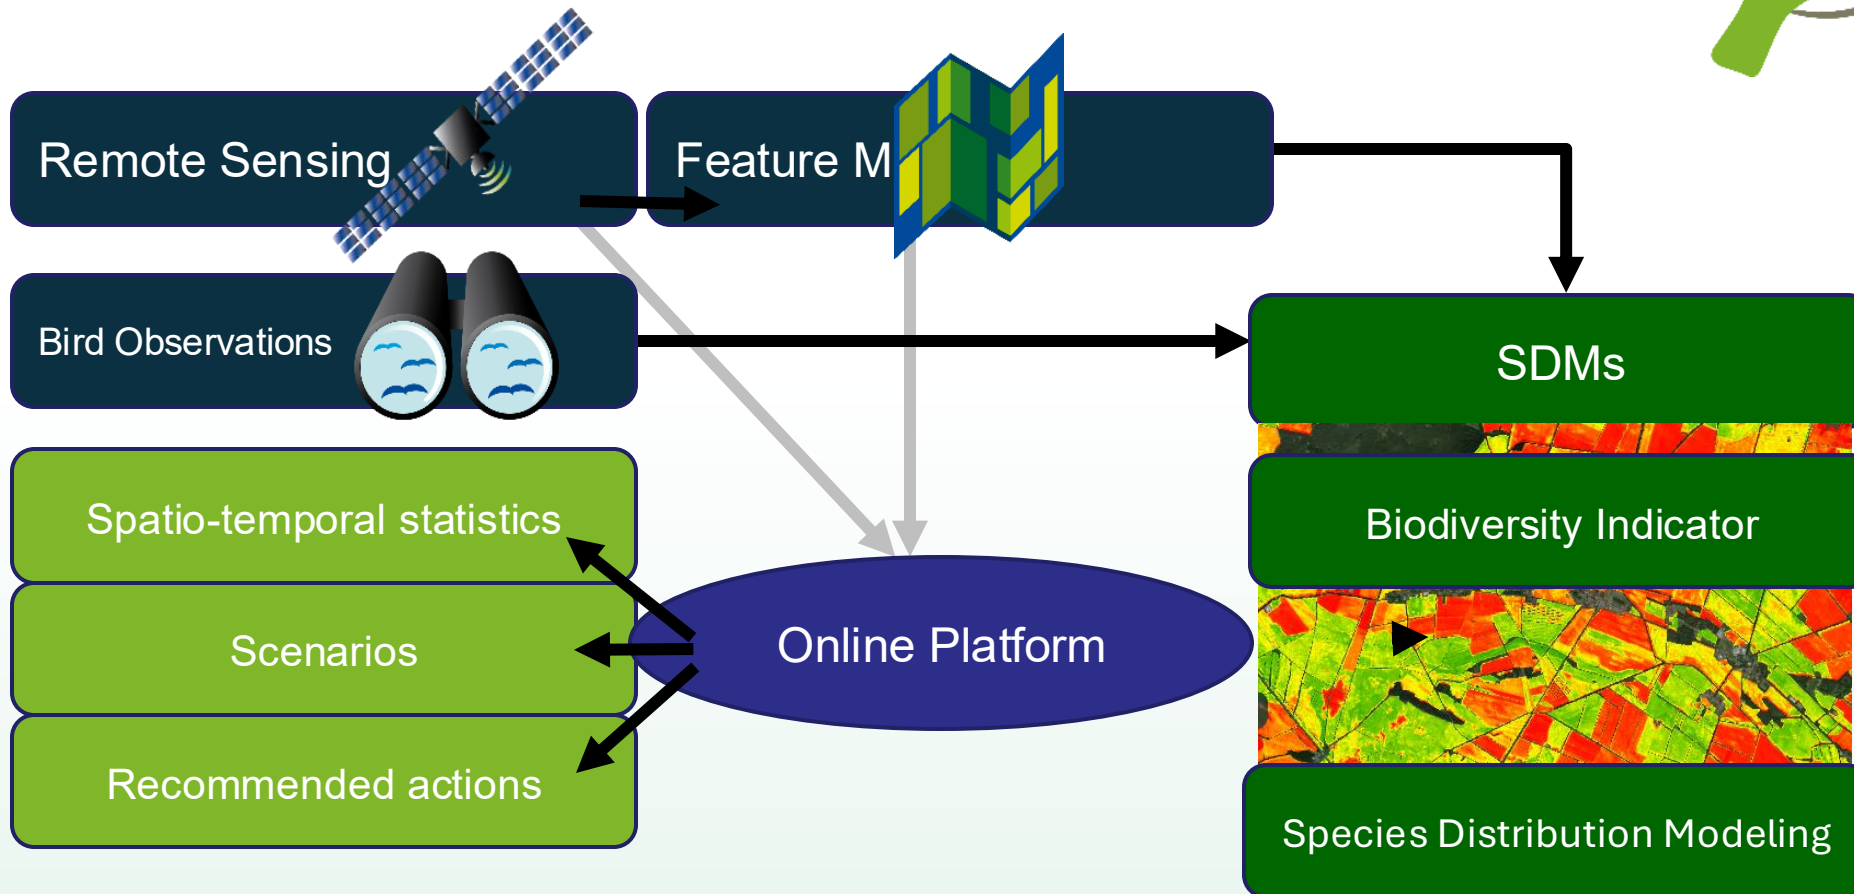 Remote Sensing
Feature M
Bird Observations
SDMs
Spatio-temporal statistics
Biodiversity Indicator
Scenarios
Online Platform
Recommended actions
Species Distribution Modeling